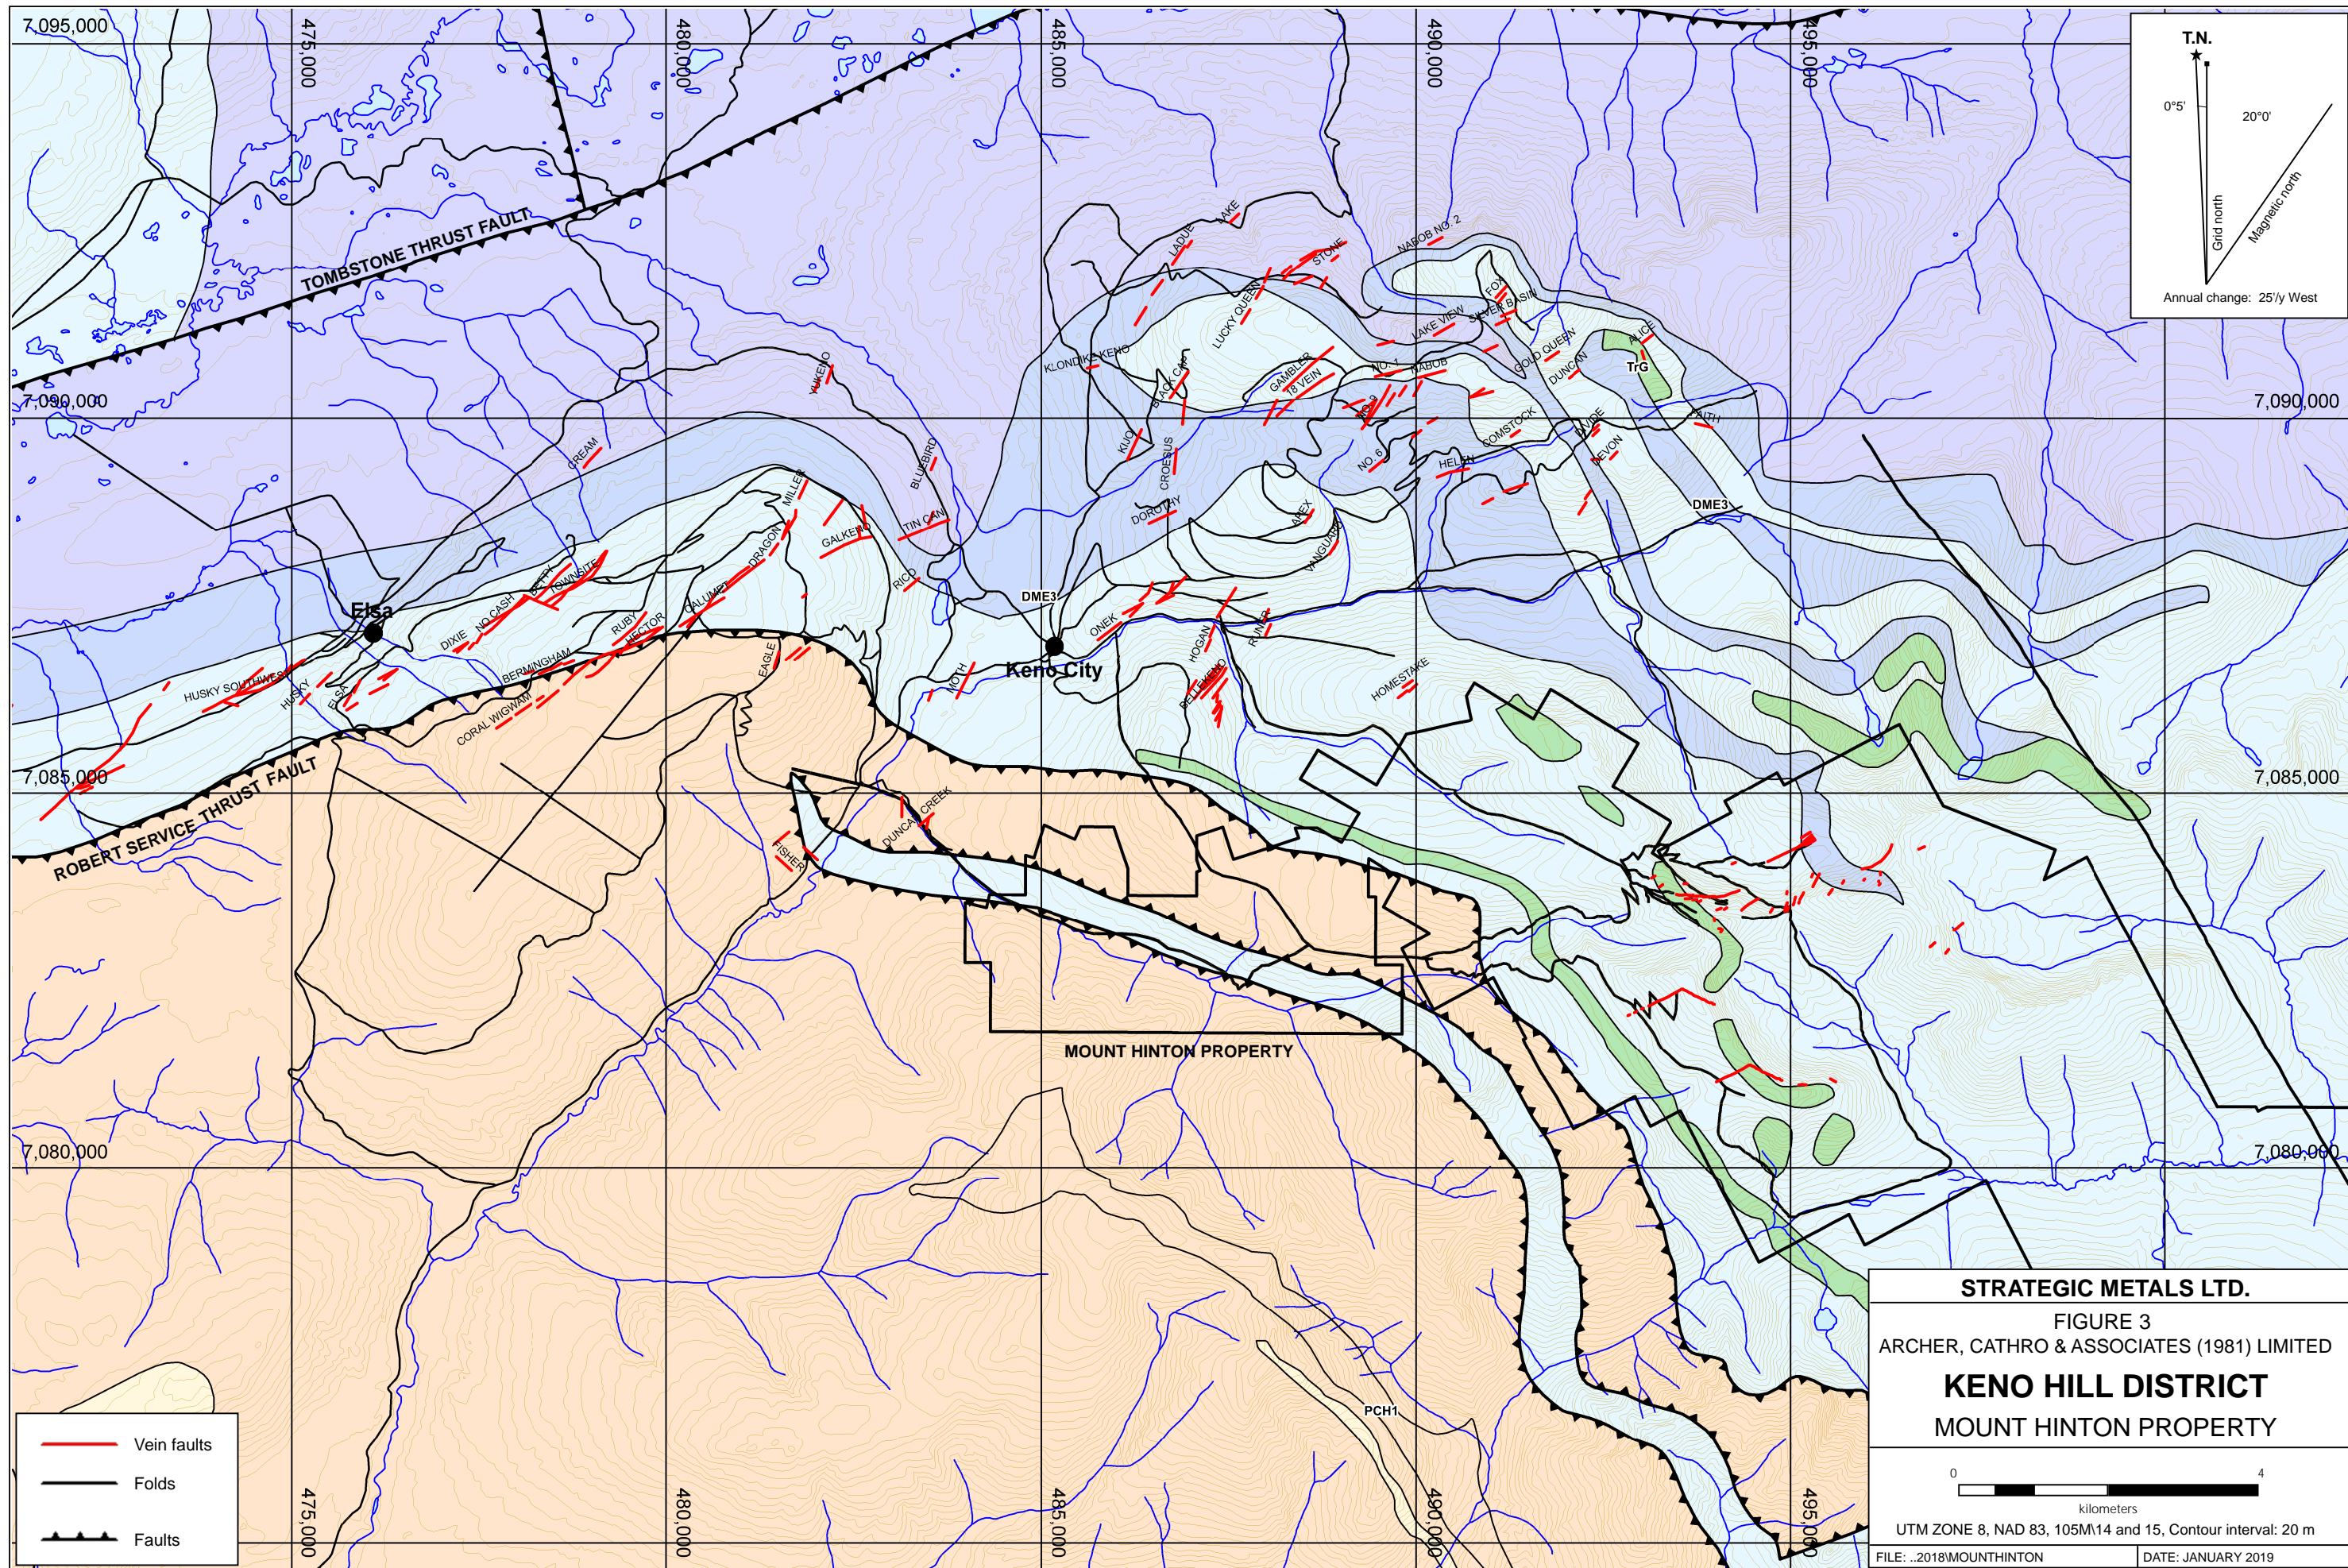 7,095,000
475,000
480,000
485,000
490,000
495,000
T.N.
0°5'
20°0'
Grid north
Magnetic north
Annual change: 25'/y West
TOMBSTONE THRUST FAULT
LAKE
LADUE
STONE
NABOB NO. 2
FOX
LUCKY QUEEN
LAKE VIEW
SILVER BASIN
ALICE
GOLD QUEEN
DUNCAN
TrG
KLONDIKE KENO
YUKENO
BLACK CAP
GAMBLER
18 VEIN
NO. 1
NABOB
7,090,000
7,090,000
NO. 9
FAITH
COMSTOCK
DIVIDE
DEVON
CREAM
BLUEBIRD
KIJO
CROESUS
NO. 6
HELEN
MILLER
DME3
DOROTHY
APEX
TIN CAN
GALKENO
DRAGON
VANGUARD
BETTY
TOWNSITE
RICO
CALUMET
DME3
Elsa
NO CASH
DIXIE
RUBY
HECTOR
ONEK
HOGAN
RUNER
BERMINGHAM
EAGLE
MOTH
Keno City
BELLEKENO
HOMESTAKE
HUSKY SOUTHWEST
HUSKY
ELSA
CORAL WIGWAM
7,085,000
7,085,000
ROBERT SERVICE THRUST FAULT
DUNCAN CREEK
FISHER
MOUNT HINTON PROPERTY
7,080,000
7,080,000
PCH1
Vein faults
Folds
Faults
475,000
480,000
485,000
490,000
495,000
STRATEGIC METALS LTD.
FIGURE 3
ARCHER, CATHRO & ASSOCIATES (1981) LIMITED
KENO HILL DISTRICT
MOUNT HINTON PROPERTY
0 4
kilometers
UTM ZONE 8, NAD 83, 105M\14 and 15, Contour interval: 20 m
FILE: ..2018\MOUNTHINTON DATE: JANUARY 2019